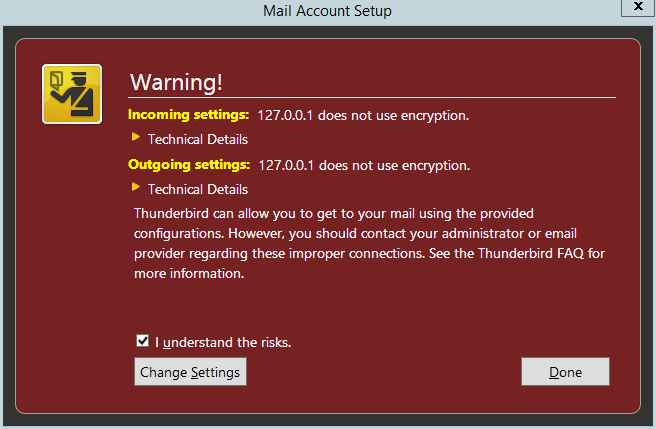 Mail Account Setup
x
Warning!
Incoming settings: 127.0.0.1 does not use encryption.
Technical Details
Outgoing settings: 127.0.0.1 does not use encryption.
Technical Details
Thunderbird can allow you to get to your mail using the provided
configurations. However, you should contact your administrator or email
provider regarding these improper connections. See the Thunderbird FAQ for
more information.
I understand the risks.
Change Settings
Done